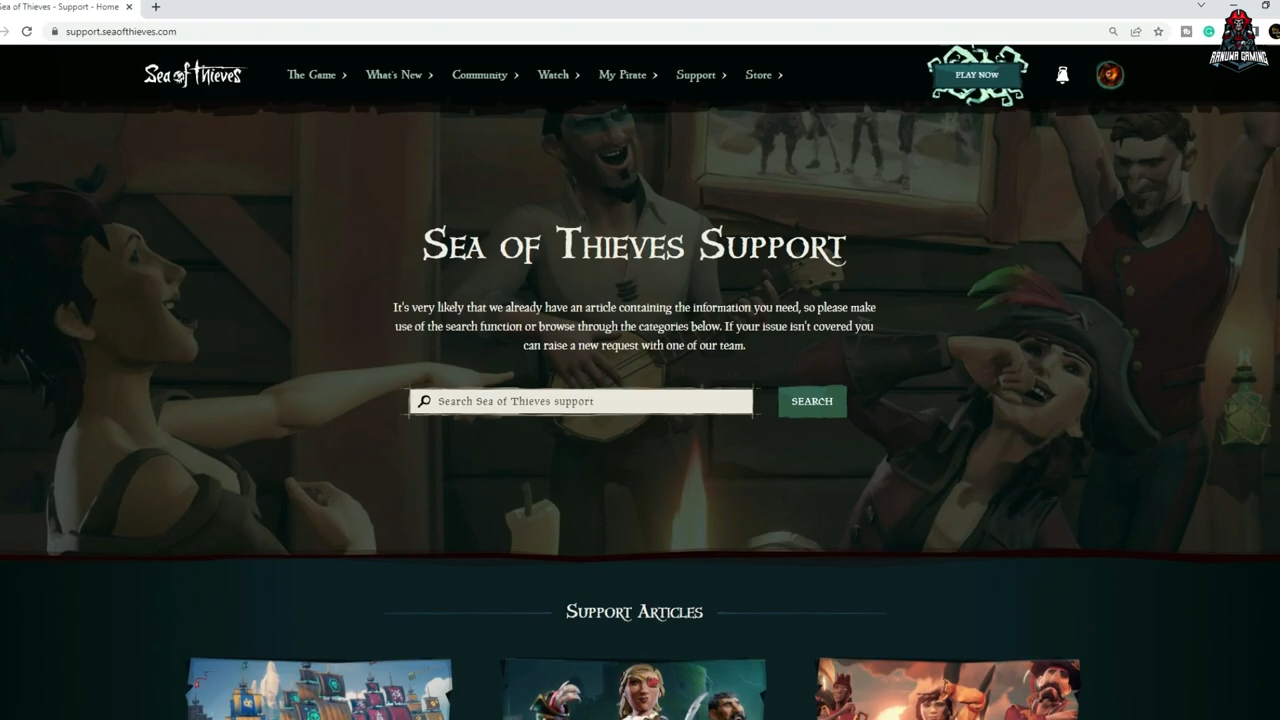 Sea of Thieves - Support - Home
support.seaofthieves.com
Sea of Thieves
The Game
What's New
Community
Watch
My Pirate
Support
Store
PLAY NOW
RANUWA GAMING
Sea of Thieves Support
It's very likely that we already have an article containing the information you need, so please make
use of the search function or browse through the categories below. If your issue isn't covered you
can raise a new request with one of our team.
Search Sea of Thieves support
SEARCH
Support Articles